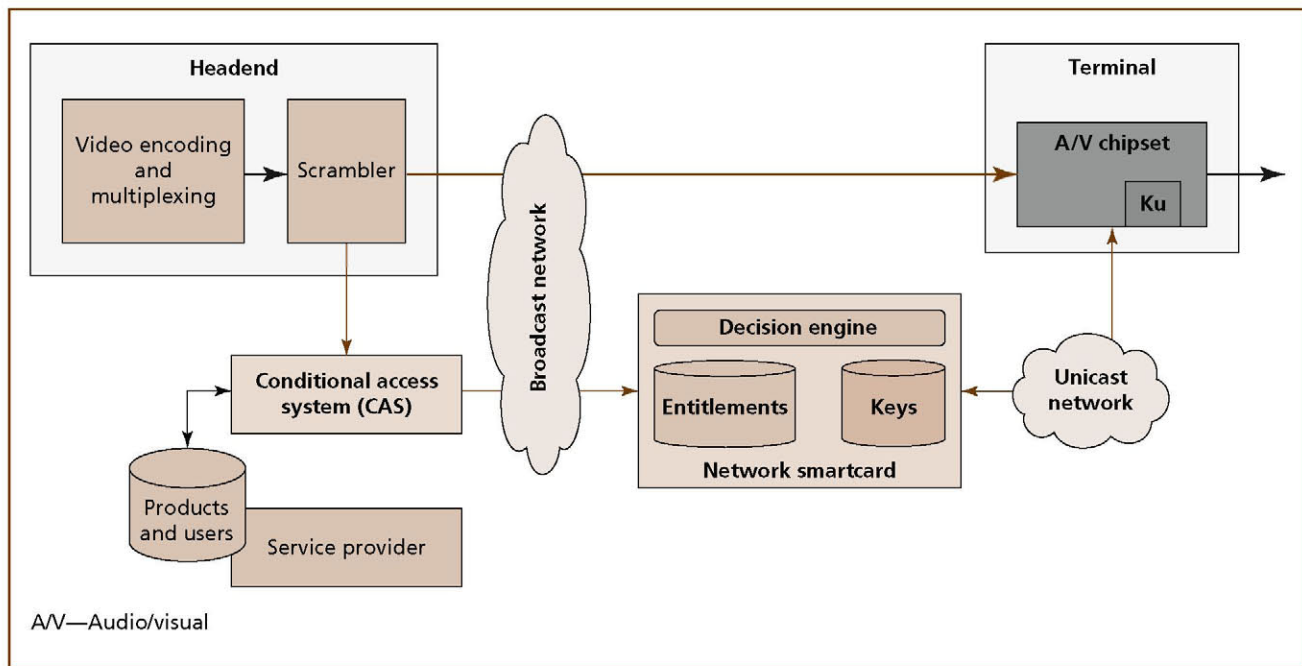 Headend
Video encoding
and
multiplexing
Scrambler
Broadcast network
Terminal
A/V chipset
Ku
Conditional access
system (CAS)
Decision engine
Entitlements
Keys
Network smartcard
Unicast
network
Products
and users
Service provider
A/V—Audio/visual